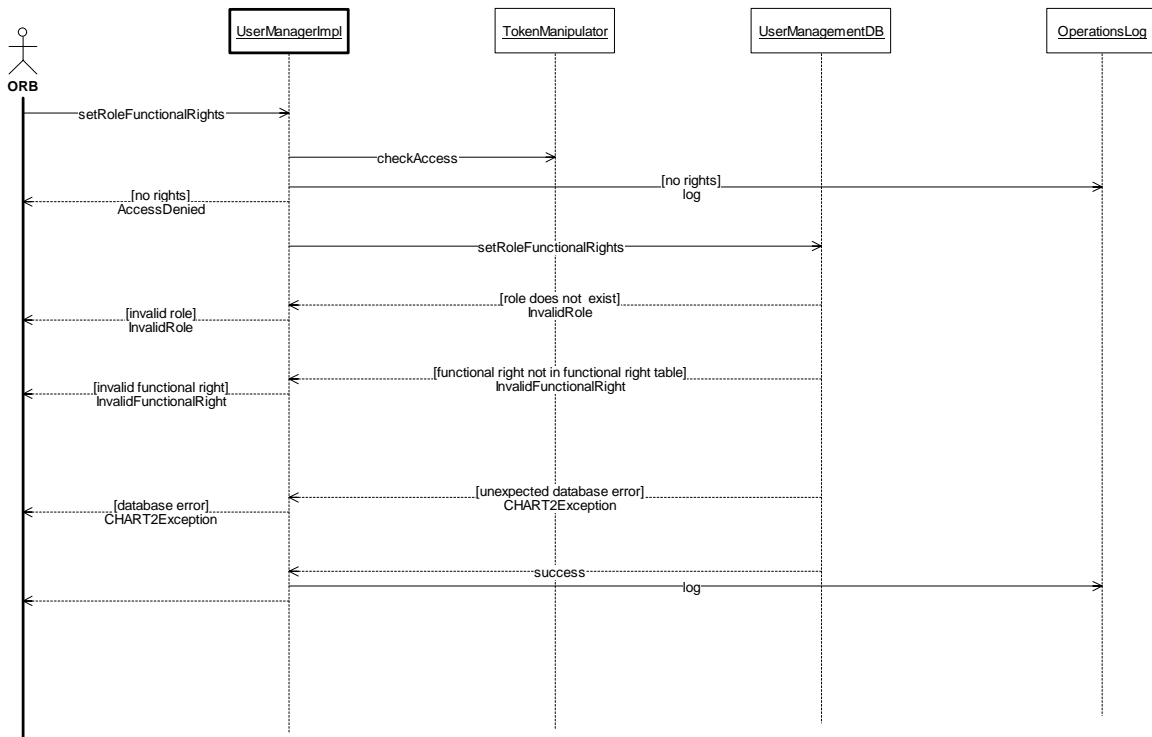 UserManagerImpl
TokenManipulator
UserManagementDB
OperationsLog
ORB
setRoleFunctionalRights
checkAccess
[no rights]
log
[no rights]
AccessDenied
setRoleFunctionalRights
[role does not exist]
InvalidRole
[invalid role]
InvalidRole
[functional right not in functional right table]
InvalidFunctionalRight
[invalid functional right]
InvalidFunctionalRight
[unexpected database error]
CHART2Exception
[database error]
CHART2Exception
success
log